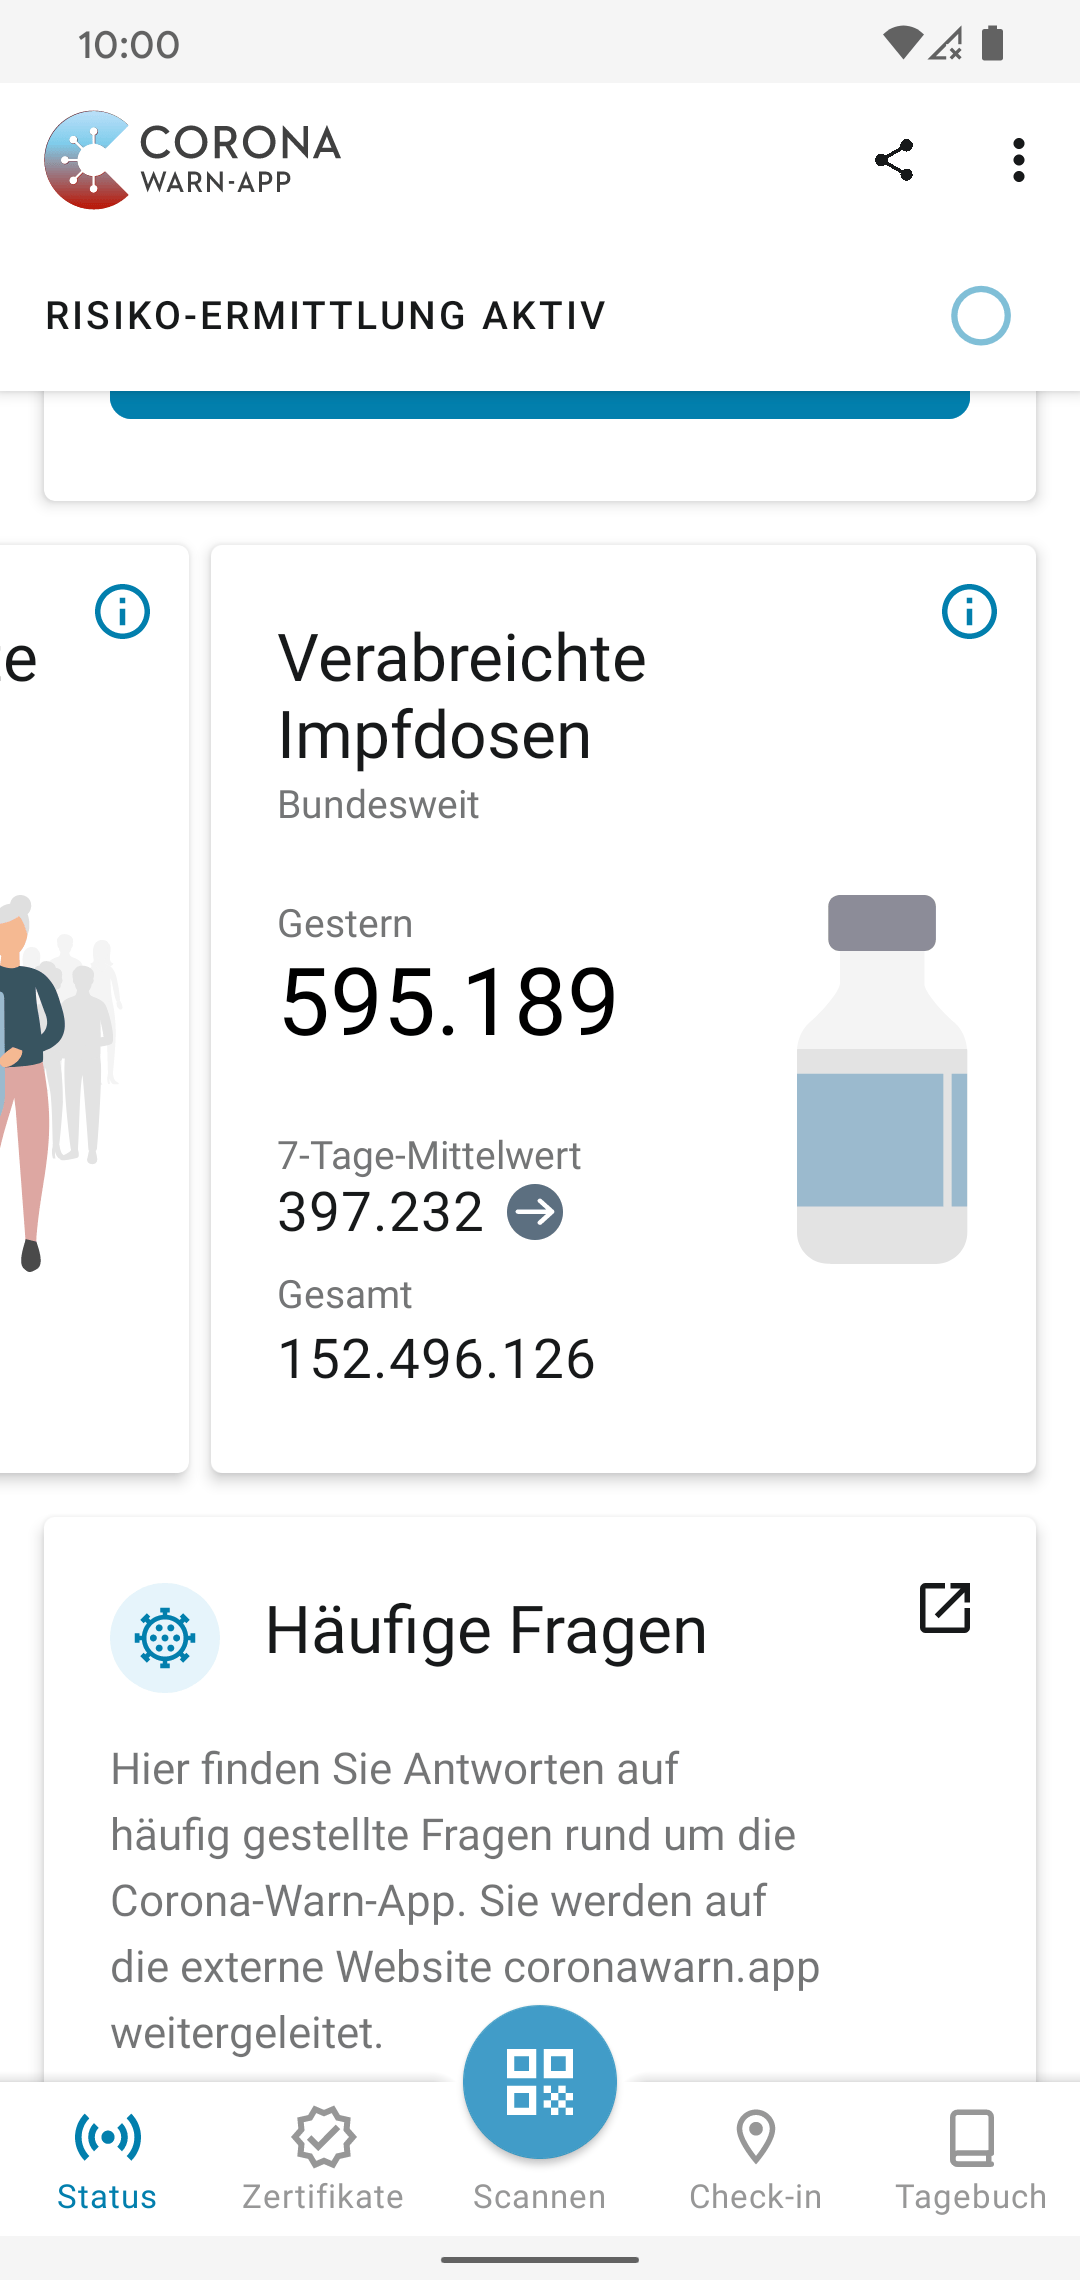 10:00
CORONA
WARN-APP
RISIKO-ERMITTLUNG AKTIV
Verabreichte
Impfdosen
Bundesweit
Gestern
595.189
7-Tage-Mittelwert
397.232
Gesamt
152.496.126
Häufige Fragen
Hier finden Sie Antworten auf
häufig gestellte Fragen rund um die
Corona-Warn-App. Sie werden auf
die externe Website coronawarn.app
weitergeleitet.
Status
Zertifikate
Scannen
Check-in
Tagebuch